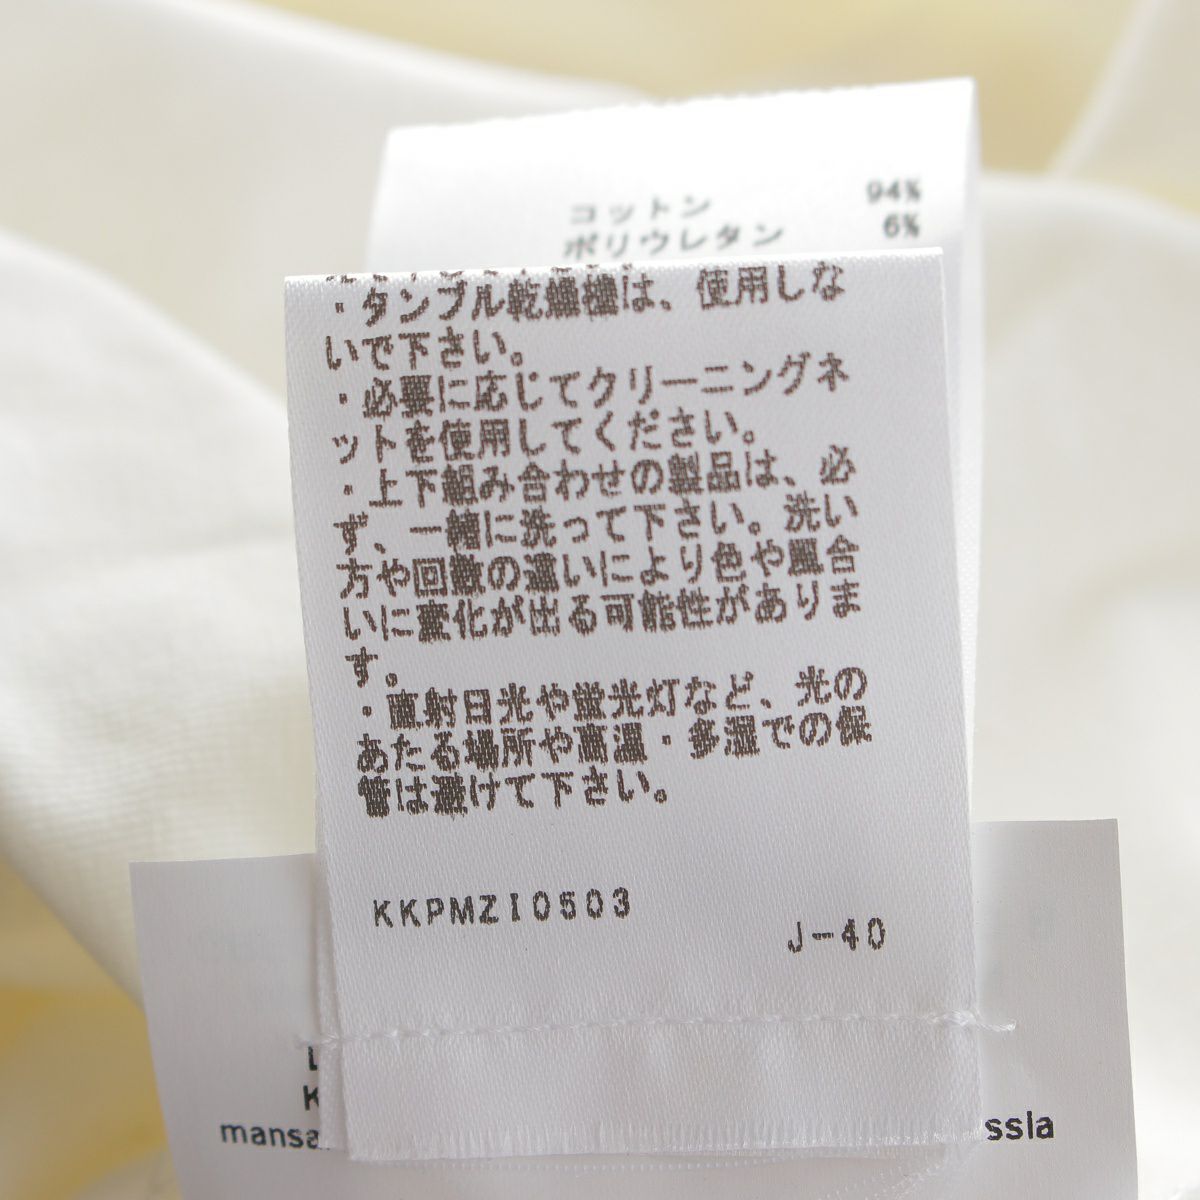 コットン 94%
ポリウレタン 6%
・タンブル乾燥機は、使用しな
いで下さい。
・必要に応じてクリーニングネ
ットを使用してください。
・上下組み合わせの製品は、必
ず、一緒に洗って下さい。洗い
方や回数の違いにより色や風合
いに変化が出る可能性がありま
す。
・直射日光や蛍光灯など、光の
あたる場所や高温・多湿での保
管は避けて下さい。
KKPMZI0503
J-40